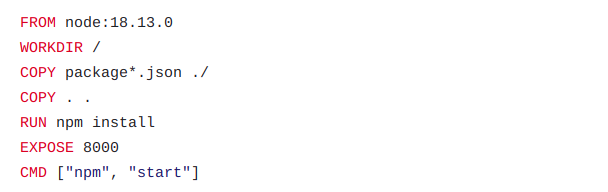 FROM node:18.13.0
WORKDIR /
COPY package*.json ./
COPY . .
RUN npm install
EXPOSE 8000
CMD ["npm", "start"]